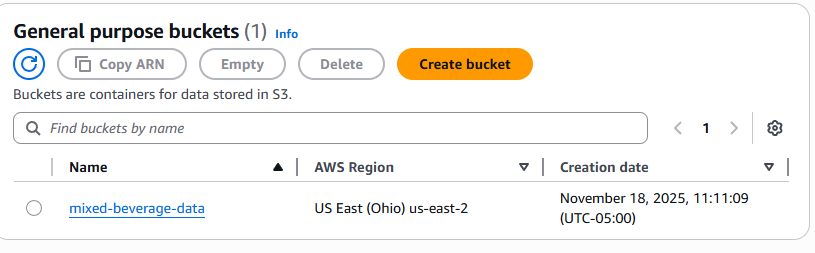 General purpose buckets (1) Info
Copy ARN Empty Delete Create bucket
Buckets are containers for data stored in S3.
Find buckets by name 1
Name AWS Region Creation date
mixed-beverage-data US East (Ohio) us-east-2 November 18, 2025, 11:11:09
(UTC-05:00)